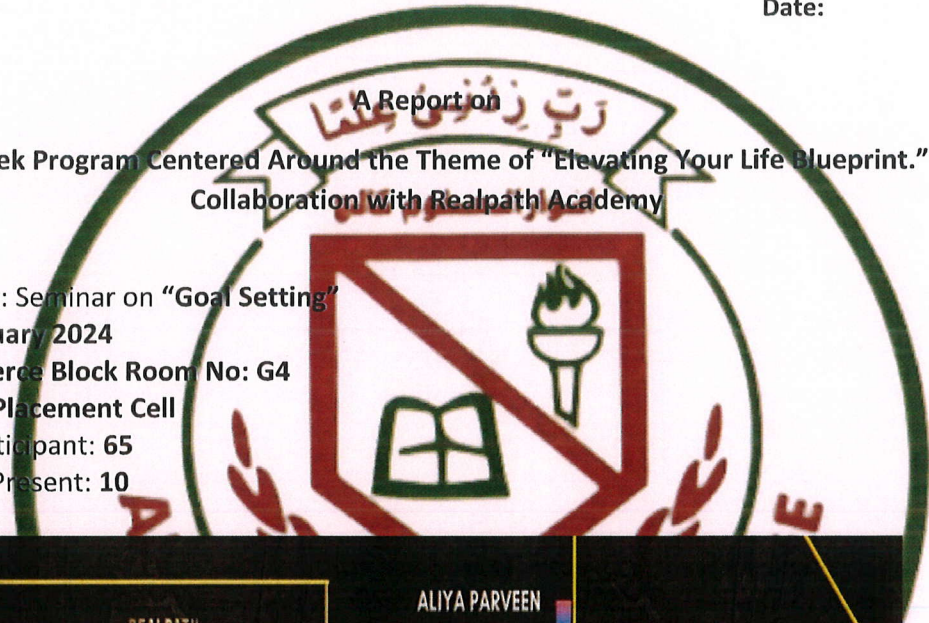 Date:
رَبِّ زِدْنِي عِلْمًا
A Report on
ek Program Centered Around the Theme of “Elevating Your Life Blueprint.”
Collaboration with Realpath Academy
: Seminar on “Goal Setting”
uary 2024
erce Block Room No: G4
Placement Cell
ticipant: 65
Present: 10
A
E
ALIYA PARVEEN